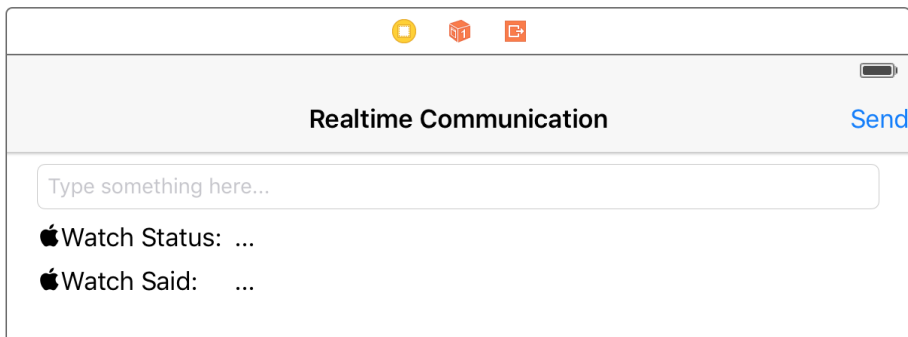 Realtime Communication Send
Type something here...
Watch Status: ...
Watch Said: ...